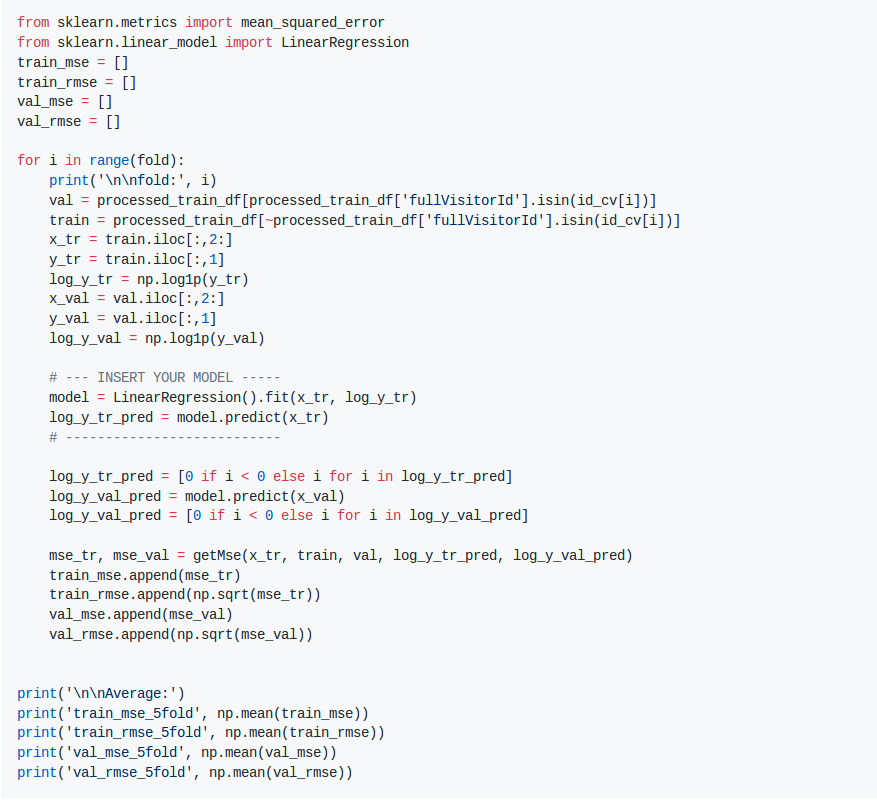 from sklearn.metrics import mean_squared_error
from sklearn.linear_model import LinearRegression
train_mse = []
train_rmse = []
val_mse = []
val_rmse = []

for i in range(fold):
    print('\n\nfold:', i)
    val = processed_train_df[processed_train_df['fullVisitorId'].isin(id_cv[i])]
    train = processed_train_df[~processed_train_df['fullVisitorId'].isin(id_cv[i])]
    x_tr = train.iloc[:,2:]
    y_tr = train.iloc[:,1]
    log_y_tr = np.log1p(y_tr)
    x_val = val.iloc[:,2:]
    y_val = val.iloc[:,1]
    log_y_val = np.log1p(y_val)

    # --- INSERT YOUR MODEL -----
    model = LinearRegression().fit(x_tr, log_y_tr)
    log_y_tr_pred = model.predict(x_tr)
    # ---------------------------

    log_y_tr_pred = [0 if i < 0 else i for i in log_y_tr_pred]
    log_y_val_pred = model.predict(x_val)
    log_y_val_pred = [0 if i < 0 else i for i in log_y_val_pred]

    mse_tr, mse_val = getMse(x_tr, train, val, log_y_tr_pred, log_y_val_pred)
    train_mse.append(mse_tr)
    train_rmse.append(np.sqrt(mse_tr))
    val_mse.append(mse_val)
    val_rmse.append(np.sqrt(mse_val))


print('\n\nAverage:')
print('train_mse_5fold', np.mean(train_mse))
print('train_rmse_5fold', np.mean(train_rmse))
print('val_mse_5fold', np.mean(val_mse))
print('val_rmse_5fold', np.mean(val_rmse))